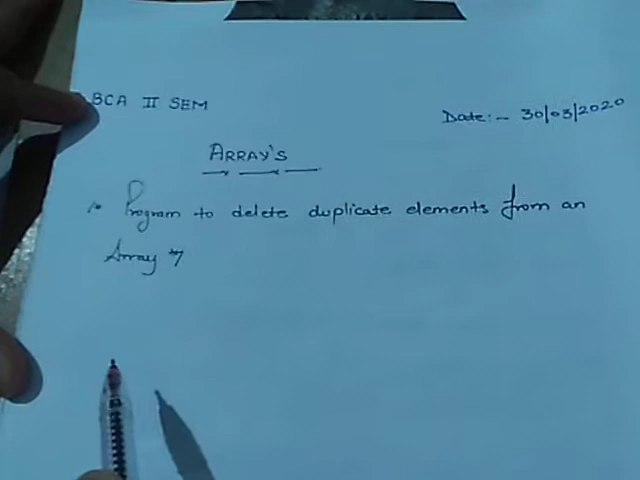 BCA II SEM
Date:- 30/03/2020
ARRAY'S
Program to delete duplicate elements from an
Array